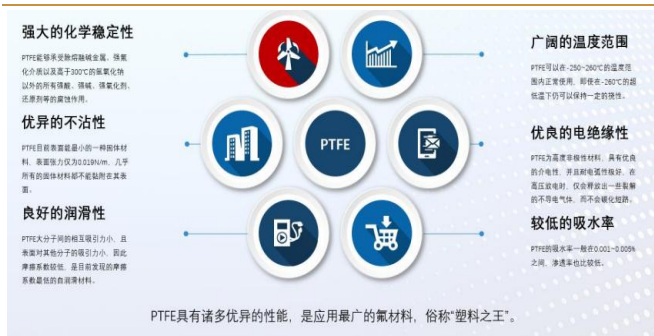 强大的化学稳定性
PTFE能够承受除熔融碱金属、强氟
化介质以及高于300℃的氢氧化钠
以外的所有强酸、强碱、强氧化剂、
还原剂等的腐蚀作用。
优异的不沾性
PTFE目前表面能最小的一种固体材
料，表面张力仅为0.019N/m，几乎
所有的固体材料都不能黏附在其表
面。
良好的润滑性
PTFE大分子间的相互吸引力小，且
表面对其他分子的吸引力小，因此
摩擦系数较低，是目前发现的摩擦
系数最低的自润滑材料。
PTFE
广阔的温度范围
PTFE可以在-250~260℃的温度范
围内正常使用，即使在-260℃的超
低温下仍可以保持一定的挠性。
优良的电绝缘性
PTFE为高度非极性材料，具有优良
的介电性，并且耐电弧性极好，在
高压放电时，仅会释放出一些裂解
的不导电气体，而不会碳化短路。
较低的吸水率
PTFE的吸水率一般在0.001~0.005%
之间，渗透率也比较低。
PTFE具有诸多优异的性能，是应用最广的氟材料，俗称“塑料之王”。